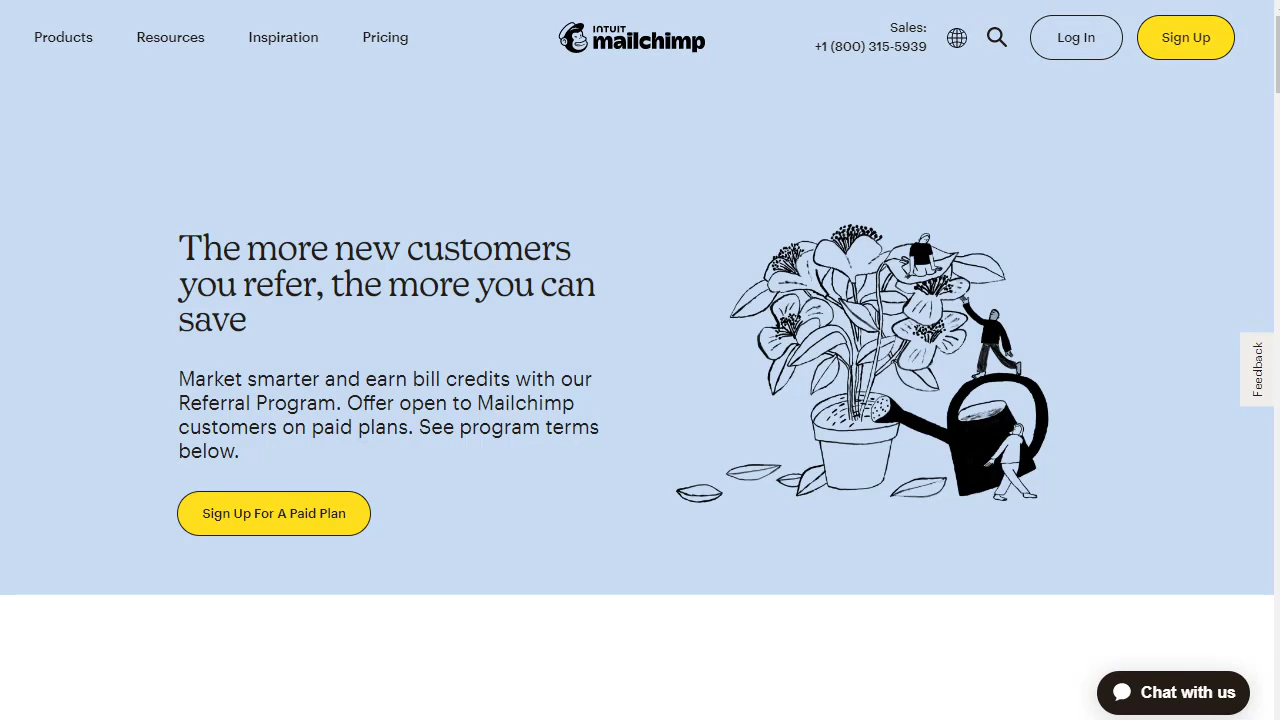 Products
Resources
Inspiration
Pricing
INTUIT
mailchimp
Sales:
+1 (800) 315-5939
Log In
Sign Up
The more new customers
you refer, the more you can
save
Market smarter and earn bill credits with our
Referral Program. Offer open to Mailchimp
customers on paid plans. See program terms
below.
Sign Up For A Paid Plan
Feedback
Chat with us